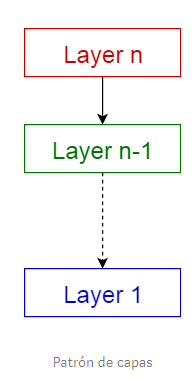 Layer n
Layer n-1
Layer 1
Patrón de capas